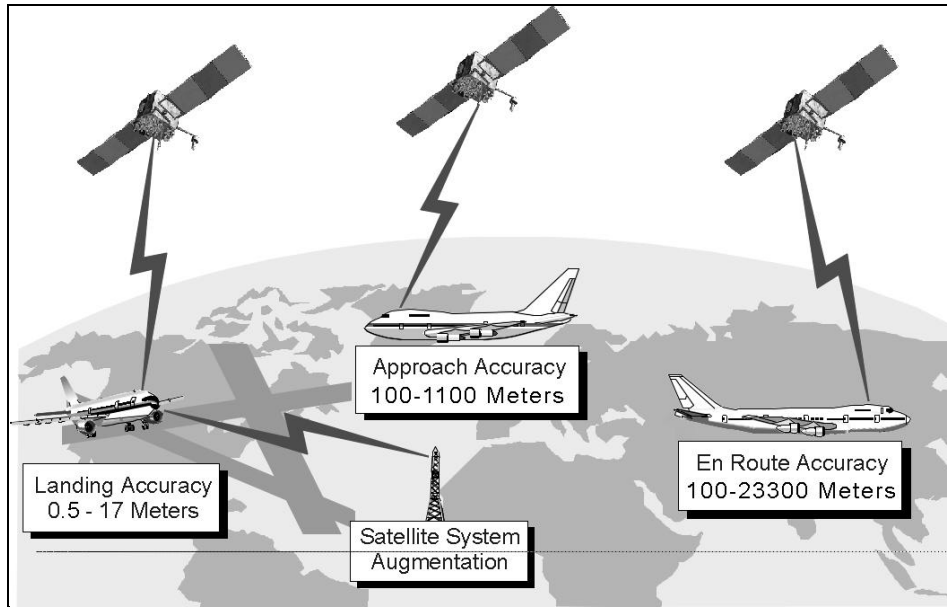 Approach Accuracy
100-1100 Meters
Landing Accuracy
0.5 - 17 Meters
En Route Accuracy
100-23300 Meters
Satellite System
Augmentation